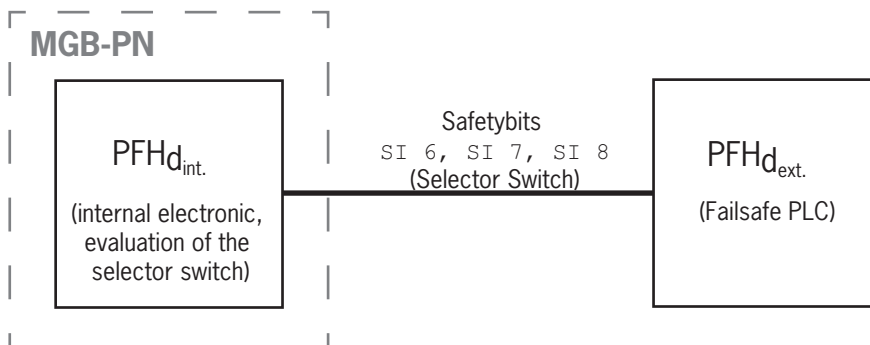 MGB-PN
PFHdint.
(internal electronic,
evaluation of the
selector switch)
Safetybits
SI 6, SI 7, SI 8
(Selector Switch)
PFHdext.
(Failsafe PLC)